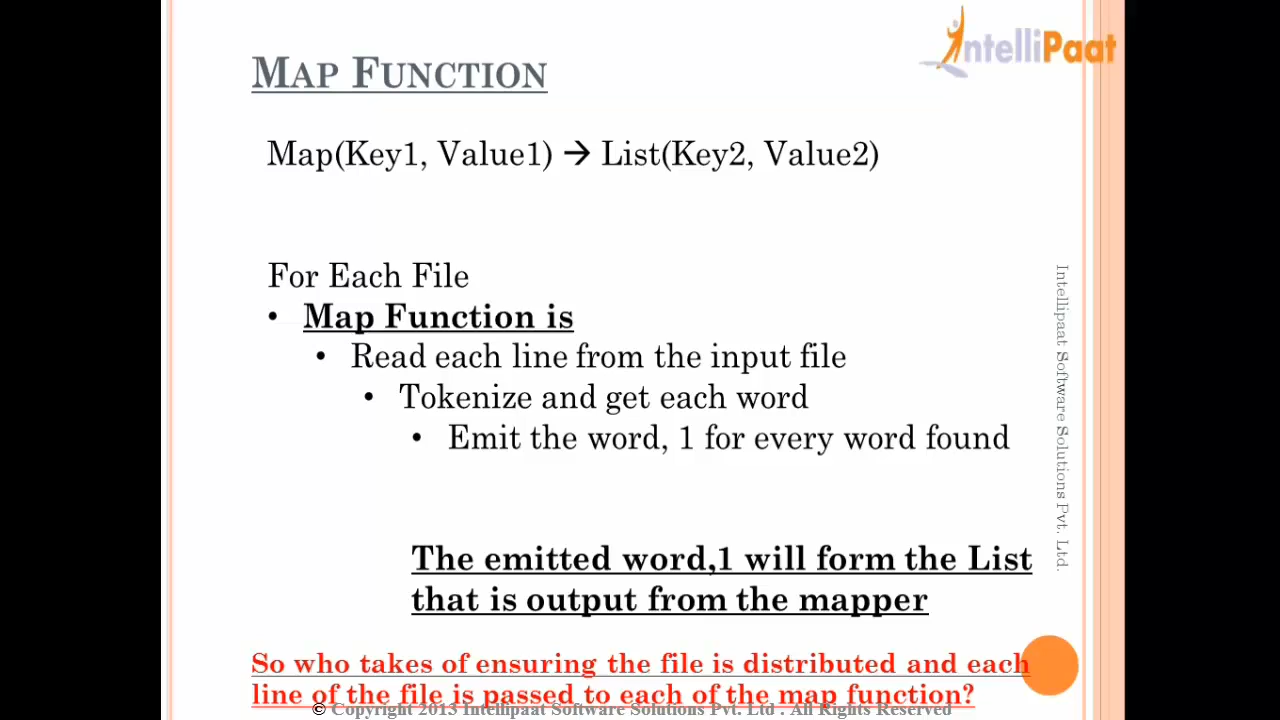 IntelliPaat
MAP FUNCTION
Map(Key1, Value1) → List(Key2, Value2)
For Each File
• Map Function is
• Read each line from the input file
• Tokenize and get each word
• Emit the word, 1 for every word found
The emitted word,1 will form the List
that is output from the mapper
So who takes of ensuring the file is distributed and each
line of the file is passed to each of the map function?
© Copyright 2013 Intellipaat Software Solutions Pvt. Ltd . All Rights Reserved
Intellipaat Software Solutions Pvt. Ltd.